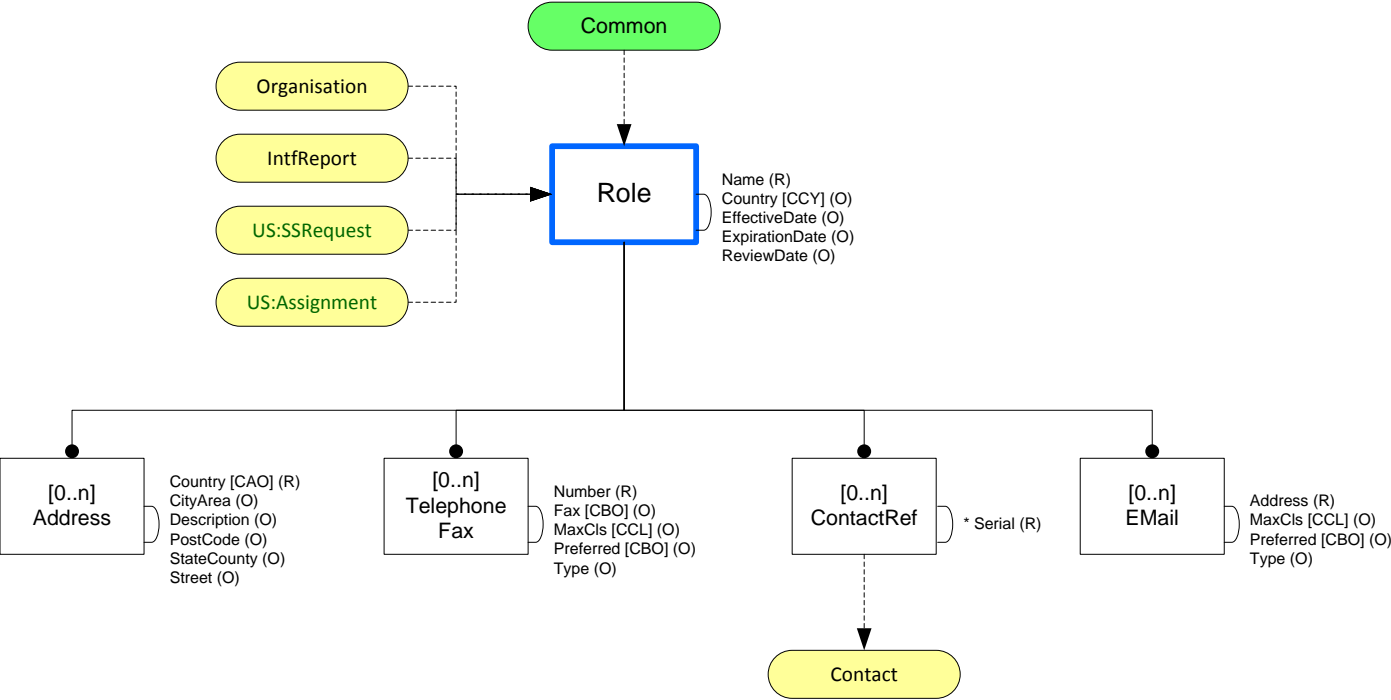 Common
Organisation
IntfReport
US:SSRequest
US:Assignment
Role
Name (R)
Country [CCY] (O)
EffectiveDate (O)
ExpirationDate (O)
ReviewDate (O)
[0..n]
Address
Country [CAO] (R)
CityArea (O)
Description (O)
PostCode (O)
StateCounty (O)
Street (O)
[0..n]
Telephone
Fax
Number (R)
Fax [CBO] (O)
MaxCls [CCL] (O)
Preferred [CBO] (O)
Type (O)
[0..n]
ContactRef
* Serial (R)
[0..n]
EMail
Address (R)
MaxCls [CCL] (O)
Preferred [CBO] (O)
Type (O)
Contact